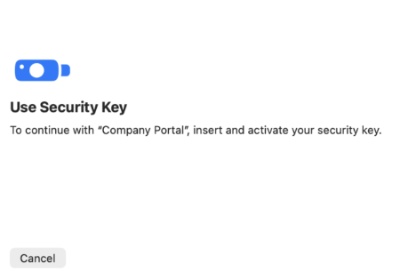 Use Security Key
To continue with “Company Portal”, insert and activate your security key.
Cancel